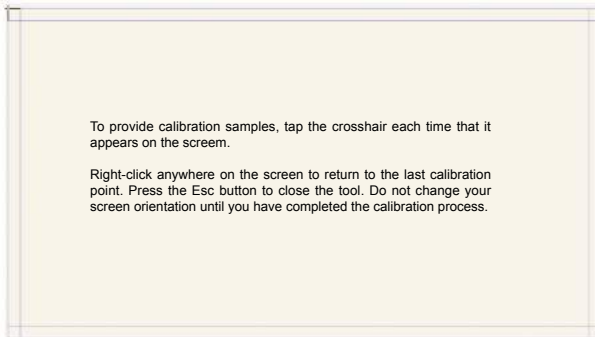 To provide calibration samples, tap the crosshair each time that it
appears on the screem.
Right-click anywhere on the screen to return to the last calibration
point. Press the Esc button to close the tool. Do not change your
screen orientation until you have completed the calibration process.